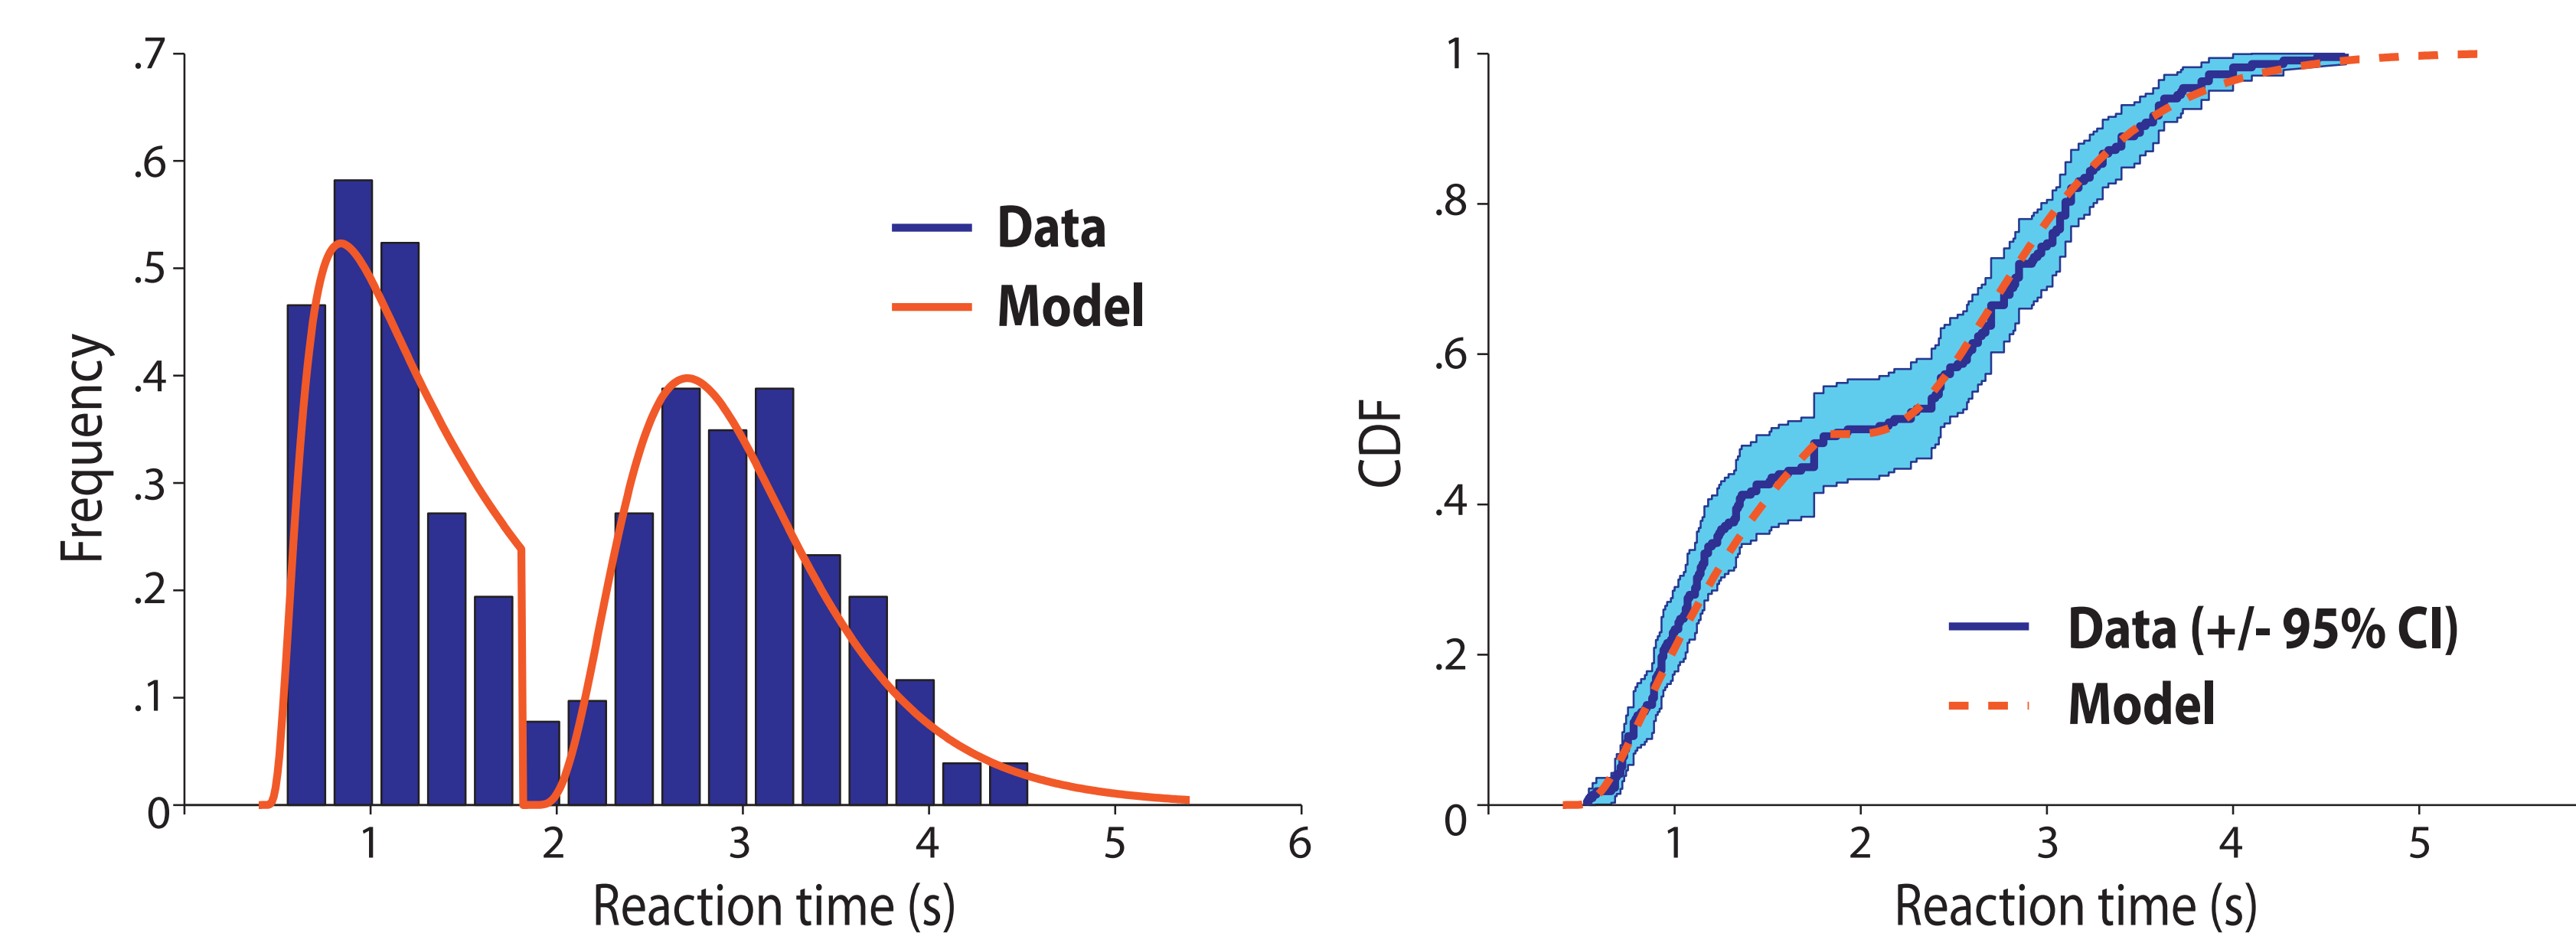 .7
.6
.5
.4
.3
.2
.1
0
Frequency
1 2 3 4 5 6
Reaction time (s)
Data
Model
1
.8
.6
.4
.2
0
CDF
1 2 3 4 5
Reaction time (s)
Data (+/- 95% CI)
Model